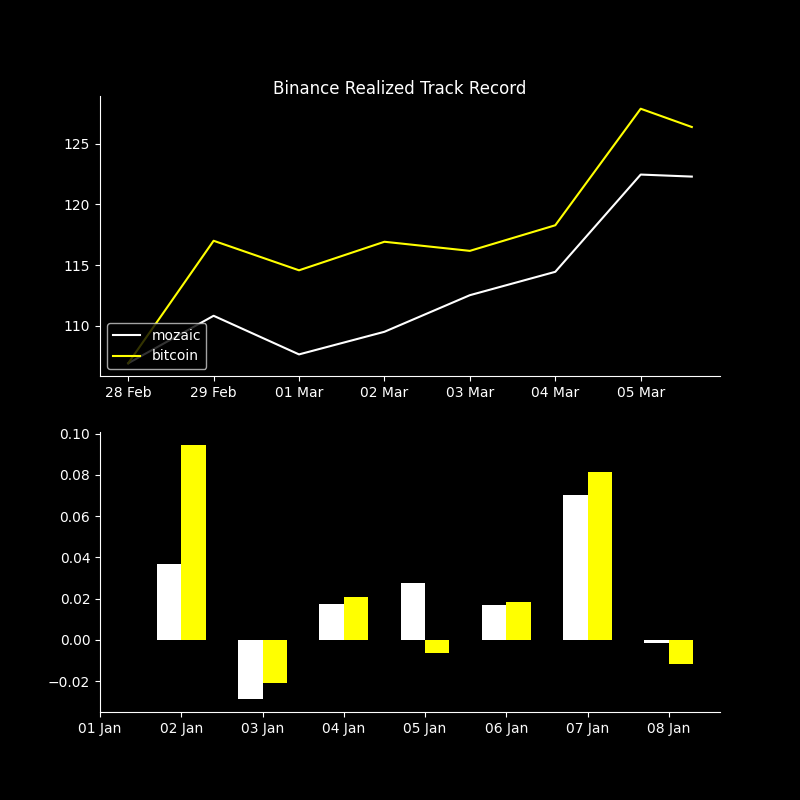 Binance Realized Track Record
125
120
115
110
mozaic
bitcoin
28 Feb 29 Feb 01 Mar 02 Mar 03 Mar 04 Mar 05 Mar
0.10
0.08
0.06
0.04
0.02
0.00
−0.02
01 Jan 02 Jan 03 Jan 04 Jan 05 Jan 06 Jan 07 Jan 08 Jan